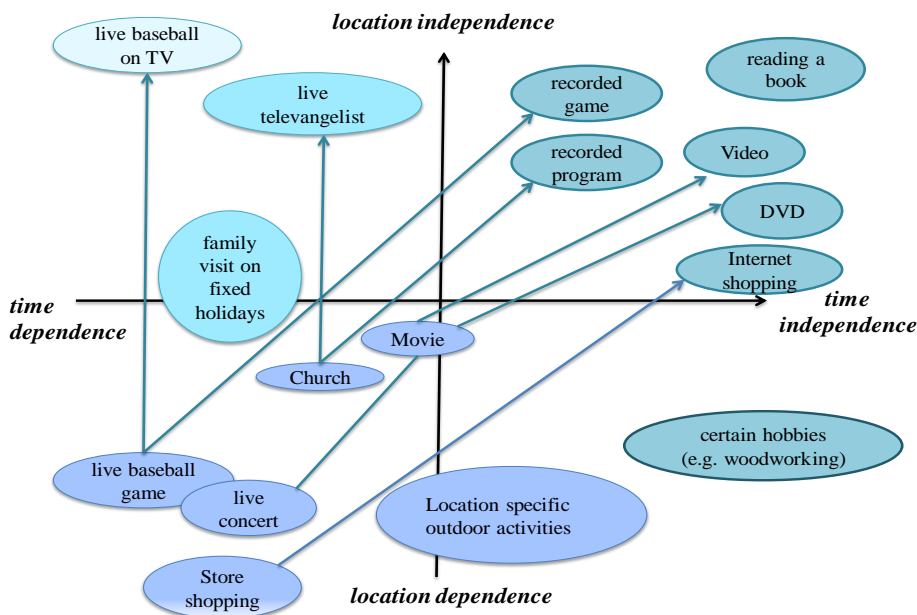 location independence
live baseball
on TV
reading a
book
live
televangelist
recorded
game
recorded
program
Video
DVD
family
visit on
fixed
holidays
Internet
shopping
time
dependence
time
independence
Movie
Church
certain hobbies
(e.g. woodworking)
live baseball
game
live
concert
Location specific
outdoor activities
Store
shopping
location dependence